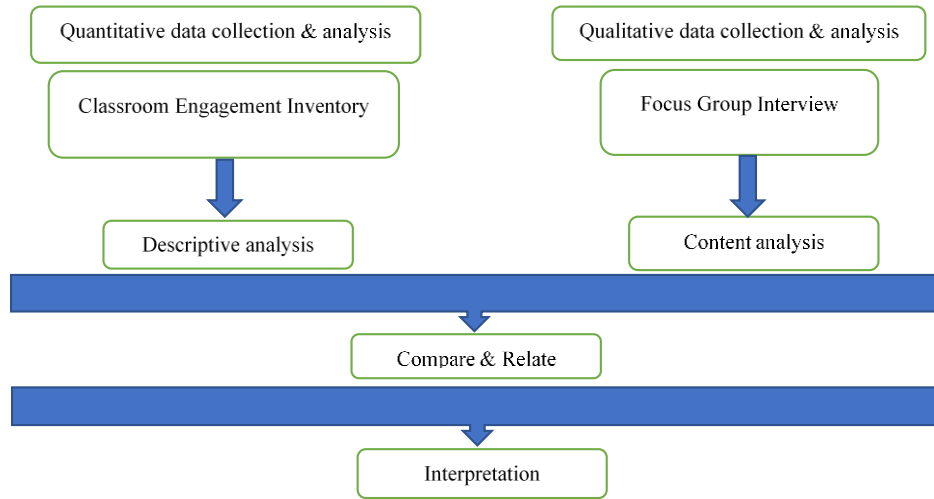 Quantitative data collection & analysis
Qualitative data collection & analysis
Classroom Engagement Inventory
Focus Group Interview
Descriptive analysis
Content analysis
Compare & Relate
Interpretation